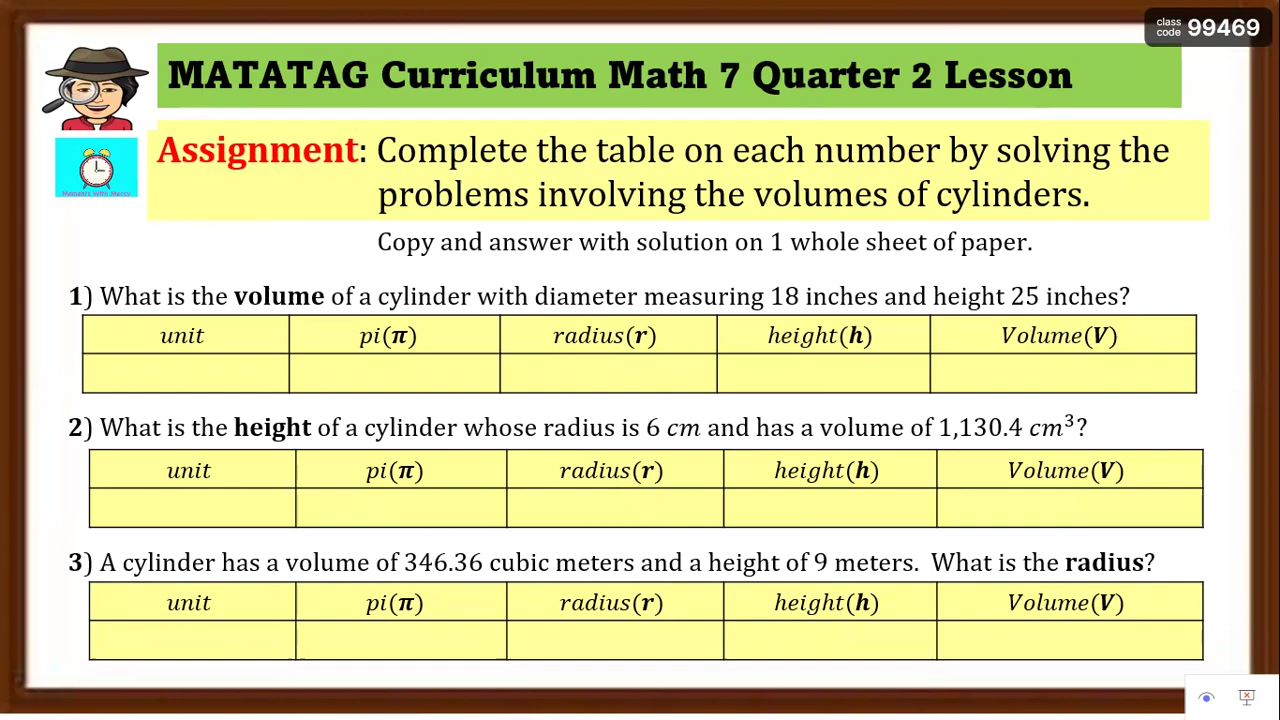 class code 99469
MATATAG Curriculum Math 7 Quarter 2 Lesson
Moments With Mercy
Assignment: Complete the table on each number by solving the
problems involving the volumes of cylinders.
Copy and answer with solution on 1 whole sheet of paper.
1) What is the volume of a cylinder with diameter measuring 18 inches and height 25 inches?
unit pi(π) radius(r) height(h) Volume(V)
2) What is the height of a cylinder whose radius is 6 cm and has a volume of 1,130.4 cm³?
unit pi(π) radius(r) height(h) Volume(V)
3) A cylinder has a volume of 346.36 cubic meters and a height of 9 meters. What is the radius?
unit pi(π) radius(r) height(h) Volume(V)